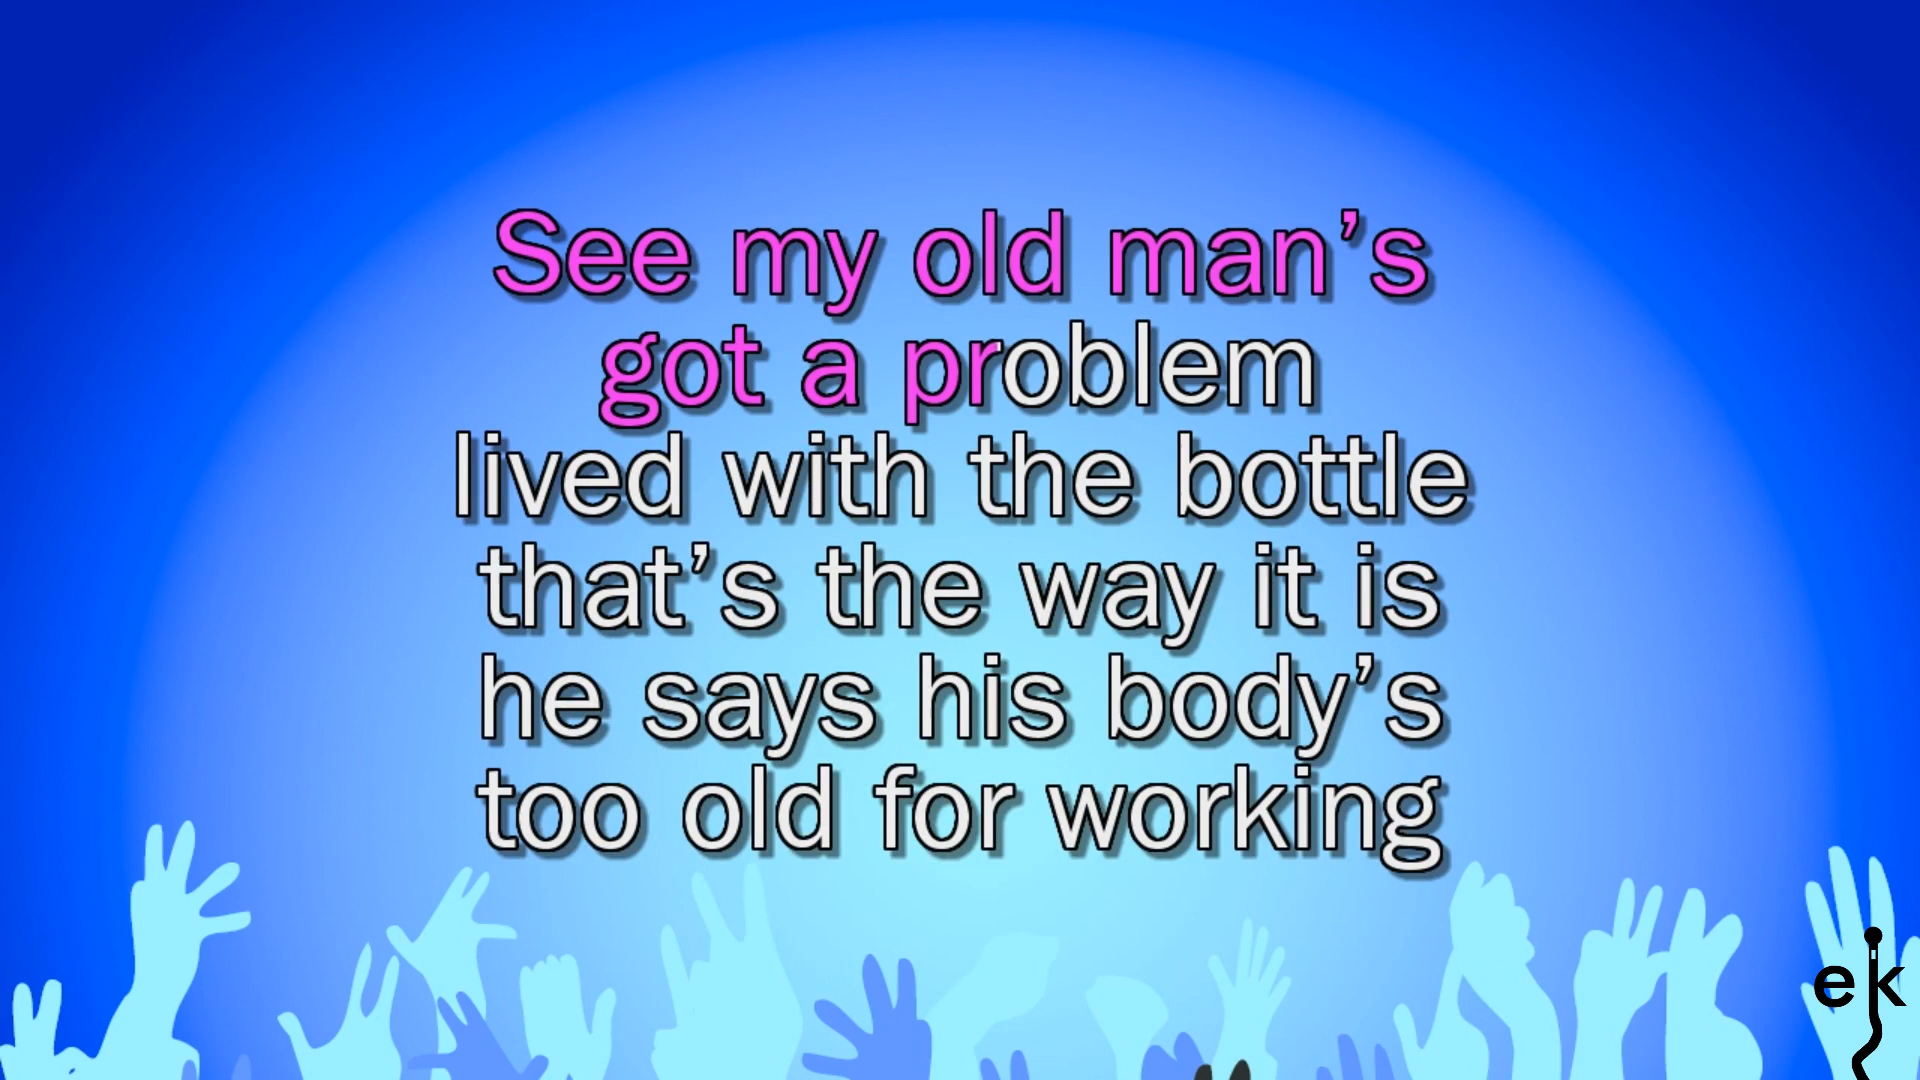 See my old man’s
got a problem
lived with the bottle
that’s the way it is
he says his body’s
too old for working
ek